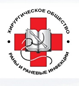 ХИРУРГИЧЕСКОЕ ОБЩЕСТВО
РАНЫ И РАНЕВЫЕ ИНФЕКЦИИ